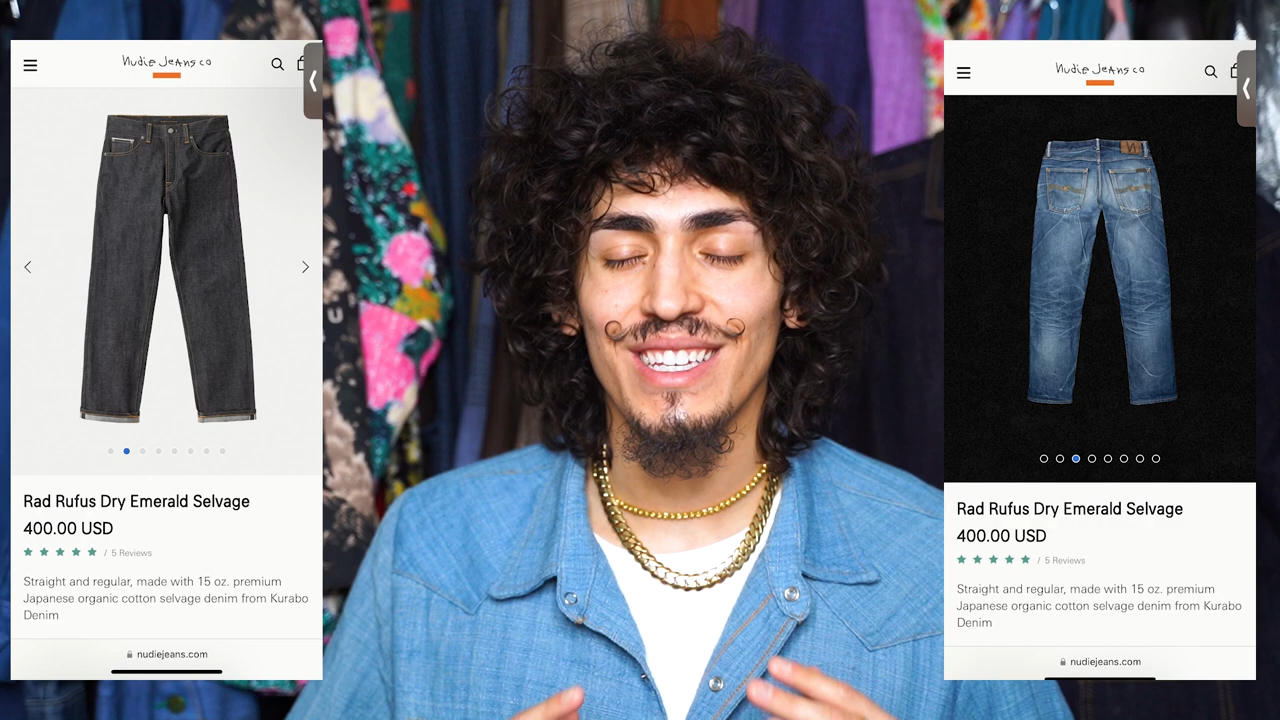 Nudie Jeans co
Rad Rufus Dry Emerald Selvage
400.00 USD
/ 5 Reviews
Straight and regular, made with 15 oz. premium
Japanese organic cotton selvage denim from Kurabo
Denim
nudiejeans.com
Nudie Jeans co
Rad Rufus Dry Emerald Selvage
400.00 USD
/ 5 Reviews
Straight and regular, made with 15 oz. premium
Japanese organic cotton selvage denim from Kurabo
Denim
nudiejeans.com